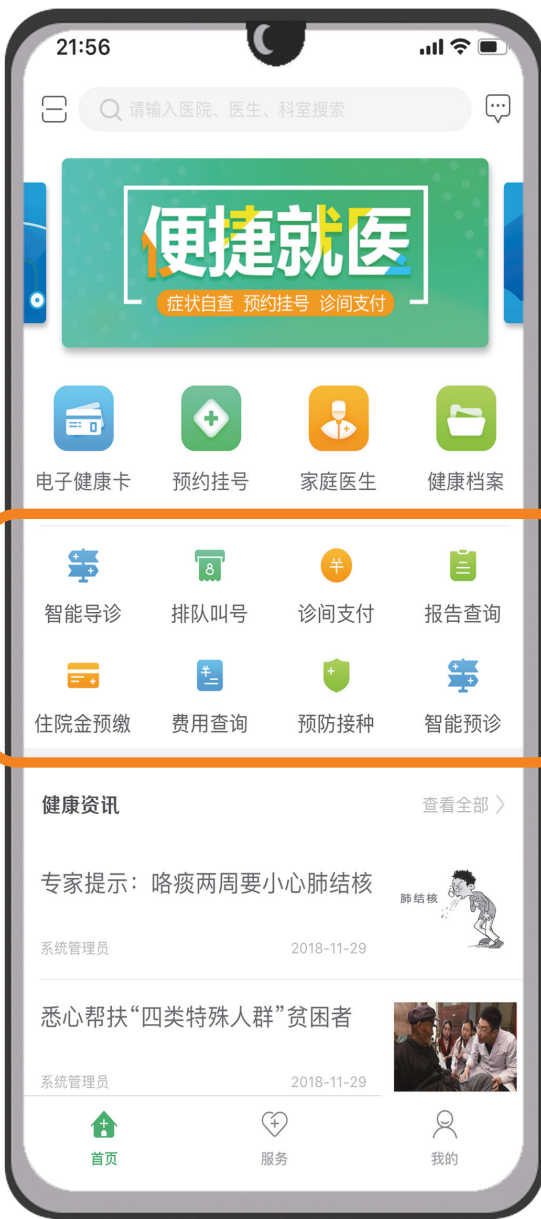 21:56
请输入医院、医生、科室搜索
便捷就医
症状自查 预约挂号 诊间支付
电子健康卡 预约挂号 家庭医生 健康档案
8 ¥
智能导诊 排队叫号 诊间支付 报告查询
¥
住院金预缴 费用查询 预防接种 智能预诊
健康资讯 查看全部
专家提示：咯痰两周要小心肺结核
肺结核
系统管理员 2018-11-29
悉心帮扶“四类特殊人群”贫困者
系统管理员 2018-11-29
首页 服务 我的